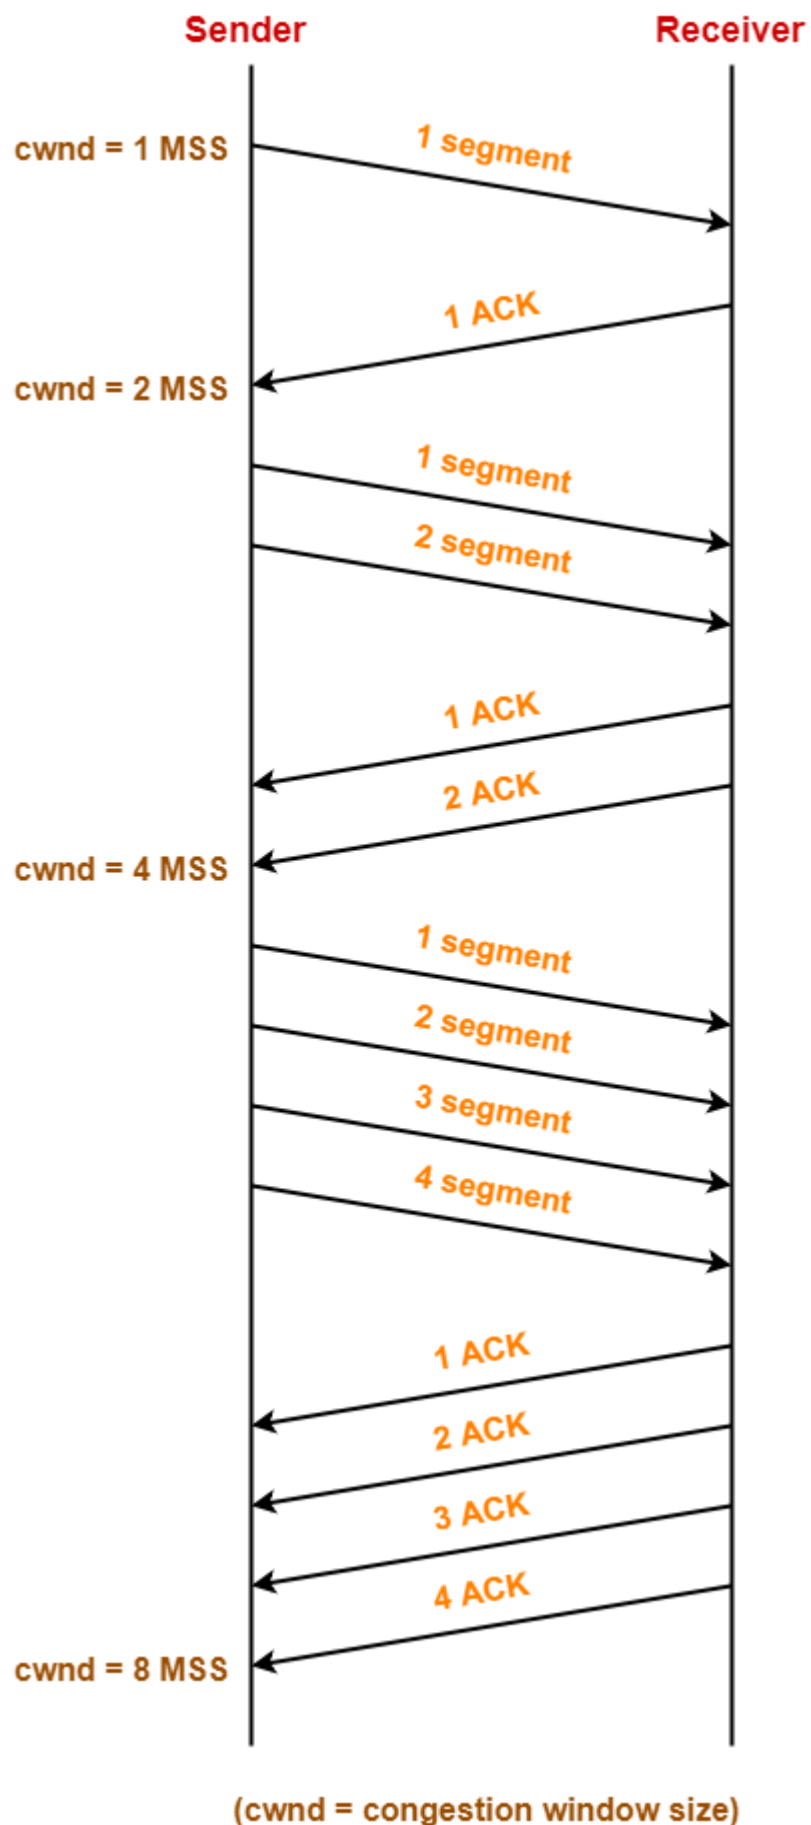 Sender
Receiver
cwnd = 1 MSS
1 segment
1 ACK
cwnd = 2 MSS
1 segment
2 segment
1 ACK
2 ACK
cwnd = 4 MSS
1 segment
2 segment
3 segment
4 segment
1 ACK
2 ACK
3 ACK
4 ACK
cwnd = 8 MSS
(cwnd = congestion window size)